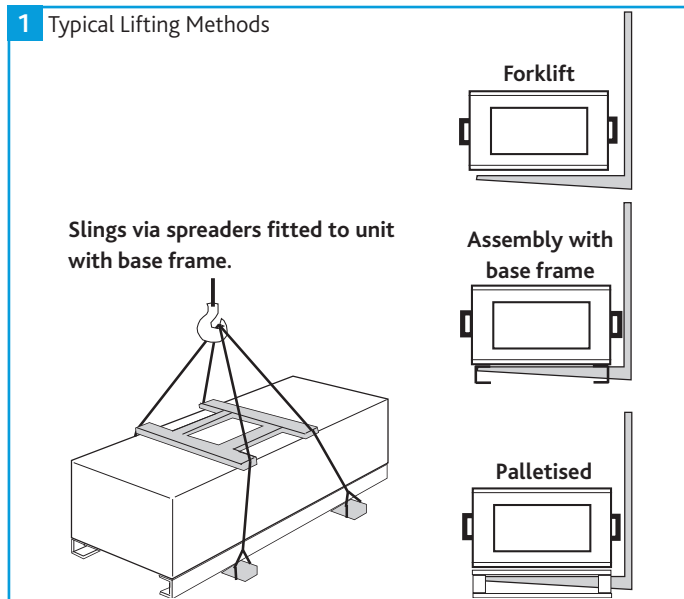 1 Typical Lifting Methods
Forklift
Slings via spreaders fitted to unit
with base frame.
Assembly with
base frame
Palletised